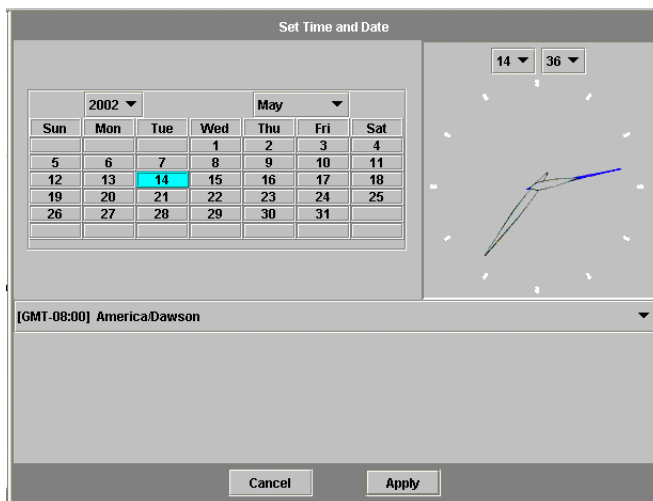 Set Time and Date
14 36
2002 May
Sun Mon Tue Wed Thu Fri Sat
1 2 3 4
5 6 7 8 9 10 11
12 13 14 15 16 17 18
19 20 21 22 23 24 25
26 27 28 29 30 31
[GMT-08:00] America/Dawson
Cancel Apply